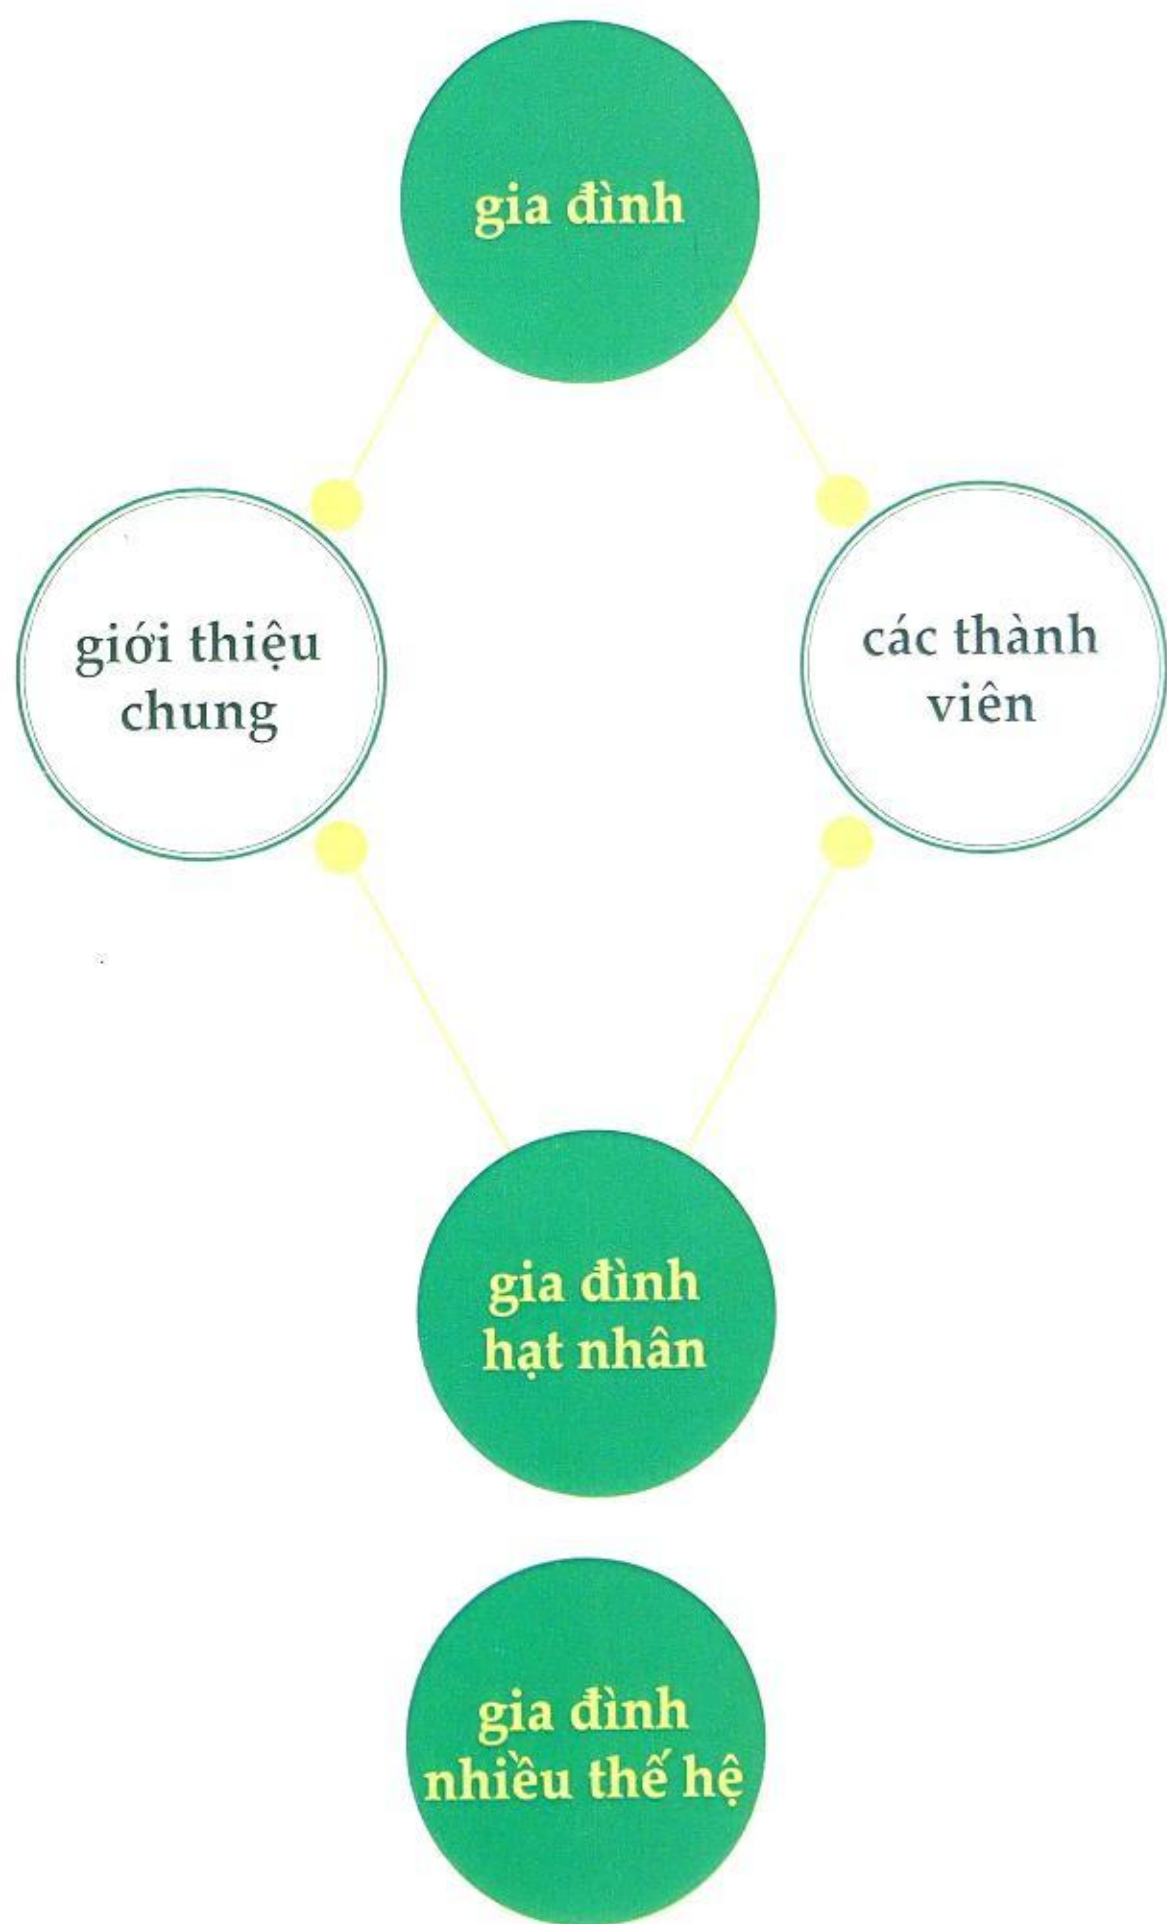 gia đình
giới thiệu
chung
các thành
viên
gia đình
hạt nhân
gia đình
nhiều thế hệ